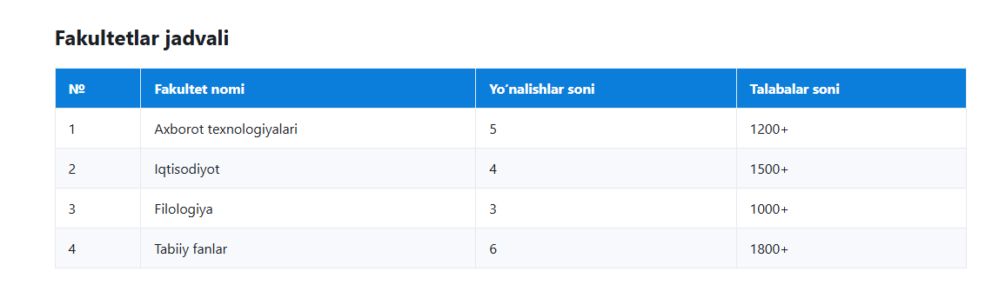 Fakultetlar jadvali
№ Fakultet nomi Yo‘nalishlar soni Talabalar soni
1 Axborot texnologiyalari 5 1200+
2 Iqtisodiyot 4 1500+
3 Filologiya 3 1000+
4 Tabiiy fanlar 6 1800+